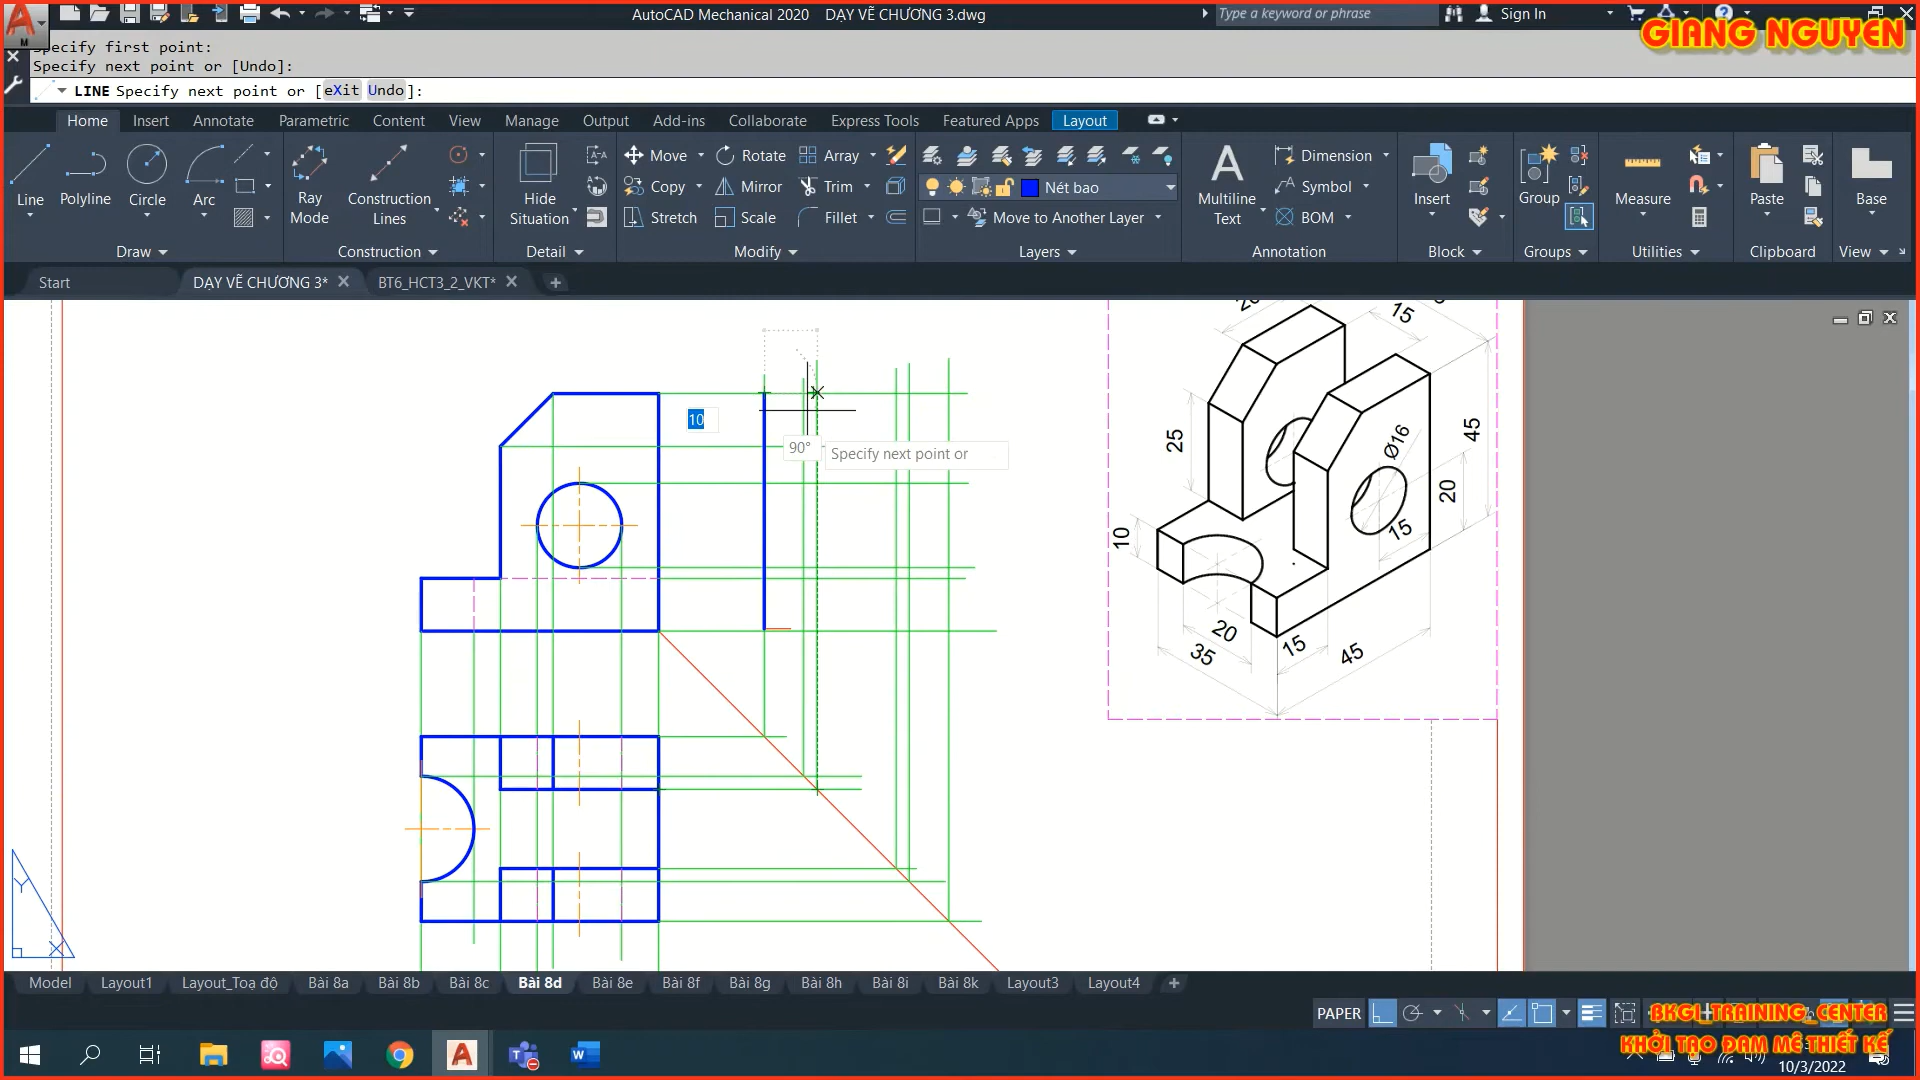 AutoCAD Mechanical 2020 DẠY VẼ CHƯƠNG 3.dwg
Type a keyword or phrase
Sign In
GIANG NGUYEN
Specify first point:
Specify next point or [Undo]:
LINE Specify next point or [eXit Undo]:
Home Insert Annotate Parametric Content View Manage Output Add-ins Collaborate Express Tools Featured Apps Layout
Line
Polyline
Circle
Arc
Draw
Ray
Mode
Construction
Lines
Construction
Hide
Situation
Detail
Move Rotate Array
Copy Mirror Trim
Stretch Scale Fillet
Modify
Nét bao
Move to Another Layer
Layers
Multiline
Text
Dimension
Symbol
BOM
Annotation
Insert
Block
Group
Groups
Measure
Utilities
Paste
Clipboard
Base
View
Start
DẠY VẼ CHƯƠNG 3*
BT6_HCT3_2_VKT*
10
90°
Specify next point or
15
25
Ø16
45
20
15
10
20
35
15
45
Y
X
Model Layout1 Layout_Toạ độ Bài 8a Bài 8b Bài 8c Bài 8d Bài 8e Bài 8f Bài 8g Bài 8h Bài 8i Bài 8k Layout3 Layout4
PAPER
BKGI_TRAINING_CENTER
KHỞI TẠO ĐAM MÊ THIẾT KẾ
10/3/2022